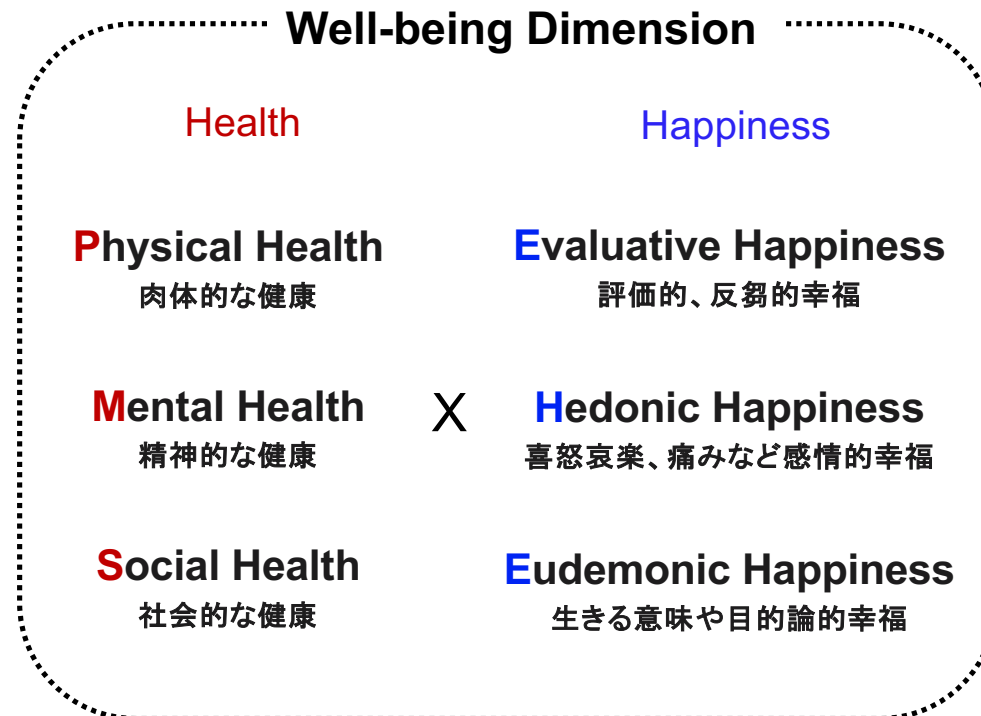 Well-being Dimension
Health
Happiness
Physical Health
肉体的な健康
Evaluative Happiness
評価的、反芻的幸福
Mental Health
精神的な健康
X
Hedonic Happiness
喜怒哀楽、痛みなど感情的幸福
Social Health
社会的な健康
Eudemonic Happiness
生きる意味や目的論的幸福